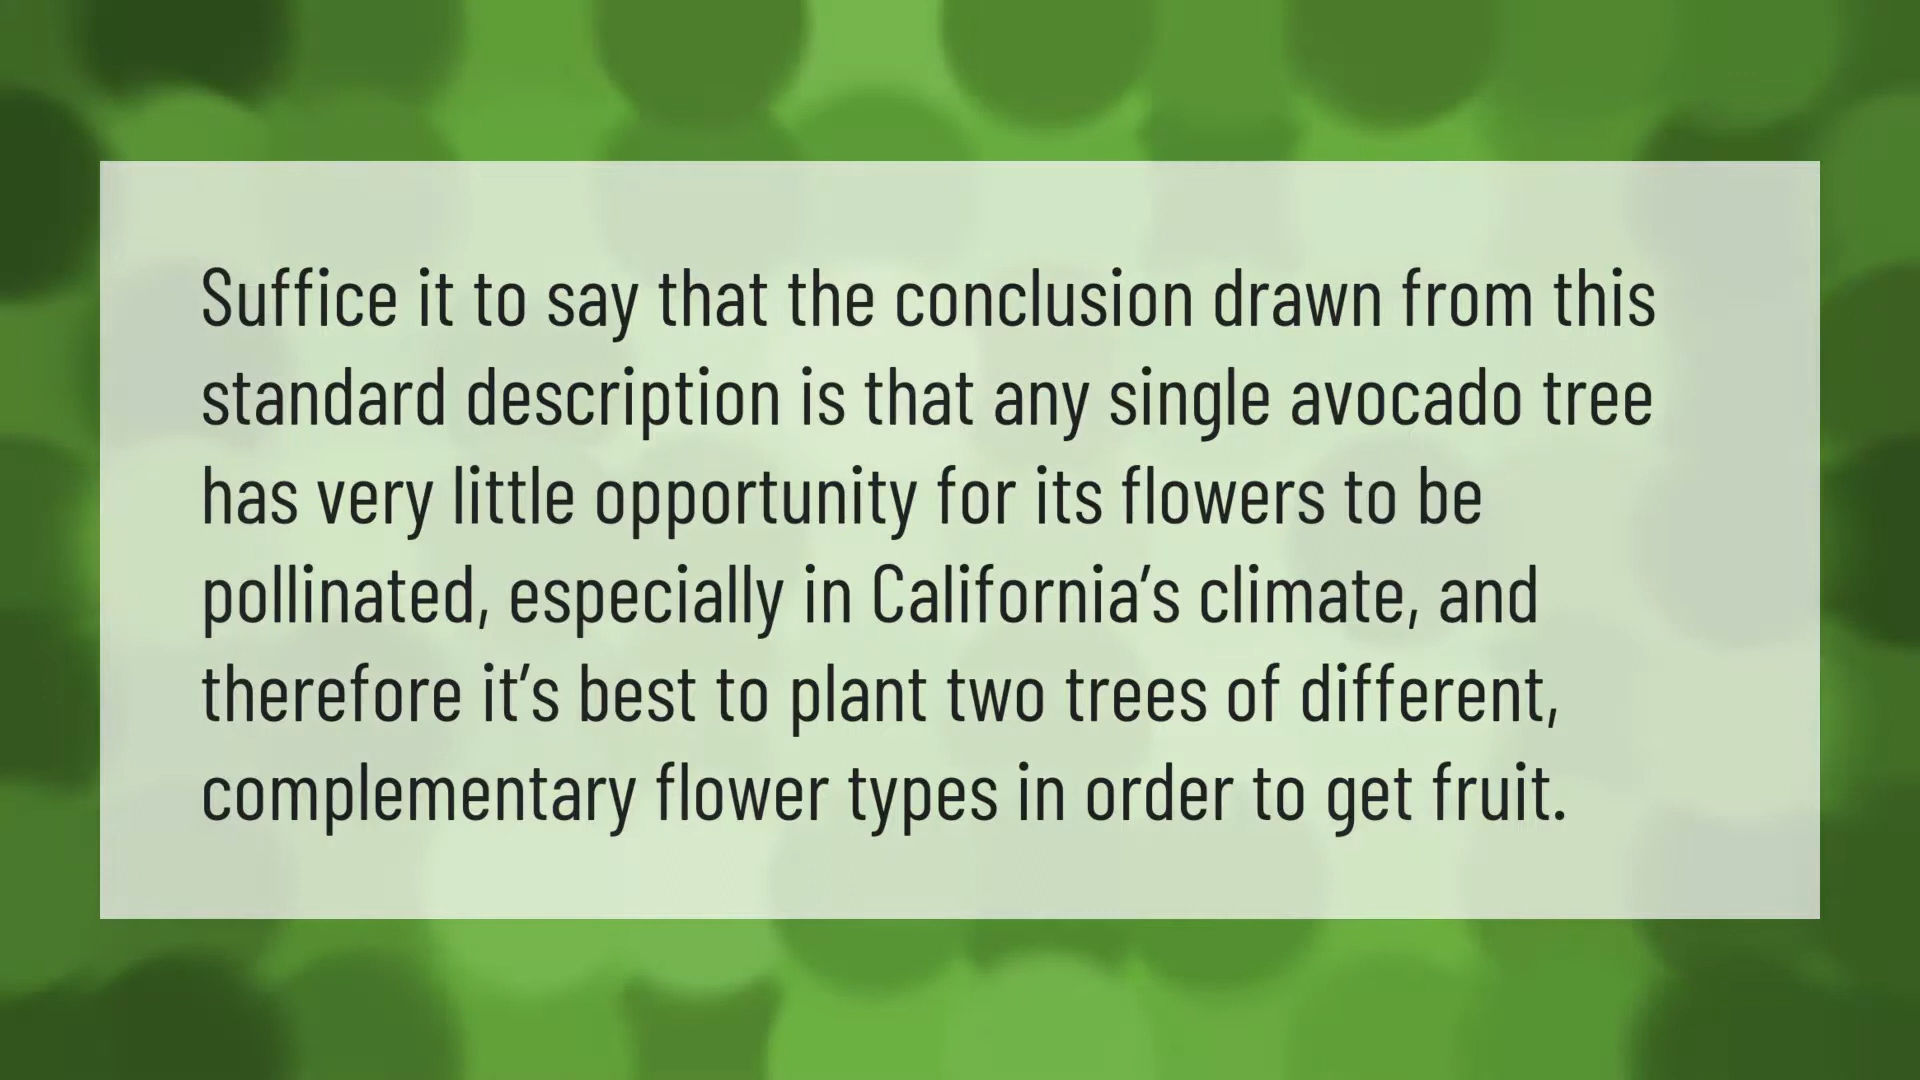 Suffice it to say that the conclusion drawn from this
standard description is that any single avocado tree
has very little opportunity for its flowers to be
pollinated, especially in California’s climate, and
therefore it’s best to plant two trees of different,
complementary flower types in order to get fruit.